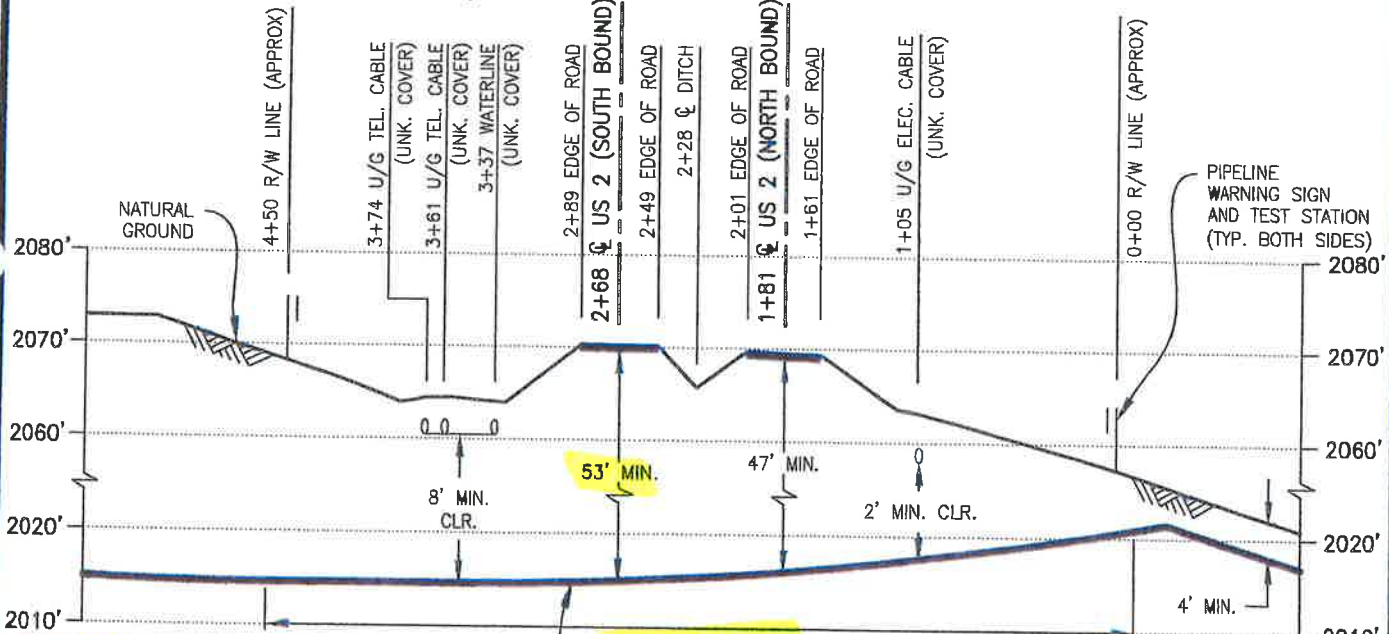 4+50 R/W LINE (APPROX)
3+74 U/G TEL. CABLE
(UNK. COVER)
3+61 U/G TEL. CABLE
(UNK. COVER)
3+37 WATERLINE
(UNK. COVER)
2+89 EDGE OF ROAD
2+68 ℄ US 2 (SOUTH BOUND)
2+49 EDGE OF ROAD
2+28 ℄ DITCH
2+01 EDGE OF ROAD
1+81 ℄ US 2 (NORTH BOUND)
1+61 EDGE OF ROAD
1+05 U/G ELEC. CABLE
(UNK. COVER)
0+00 R/W LINE (APPROX)
PIPELINE
WARNING SIGN
AND TEST STATION
(TYP. BOTH SIDES)
NATURAL
GROUND
2080'
2080'
2070'
2070'
2060'
2060'
53' MIN.
47' MIN.
8' MIN.
CLR.
2' MIN. CLR.
2020'
2020'
4' MIN.
2010'